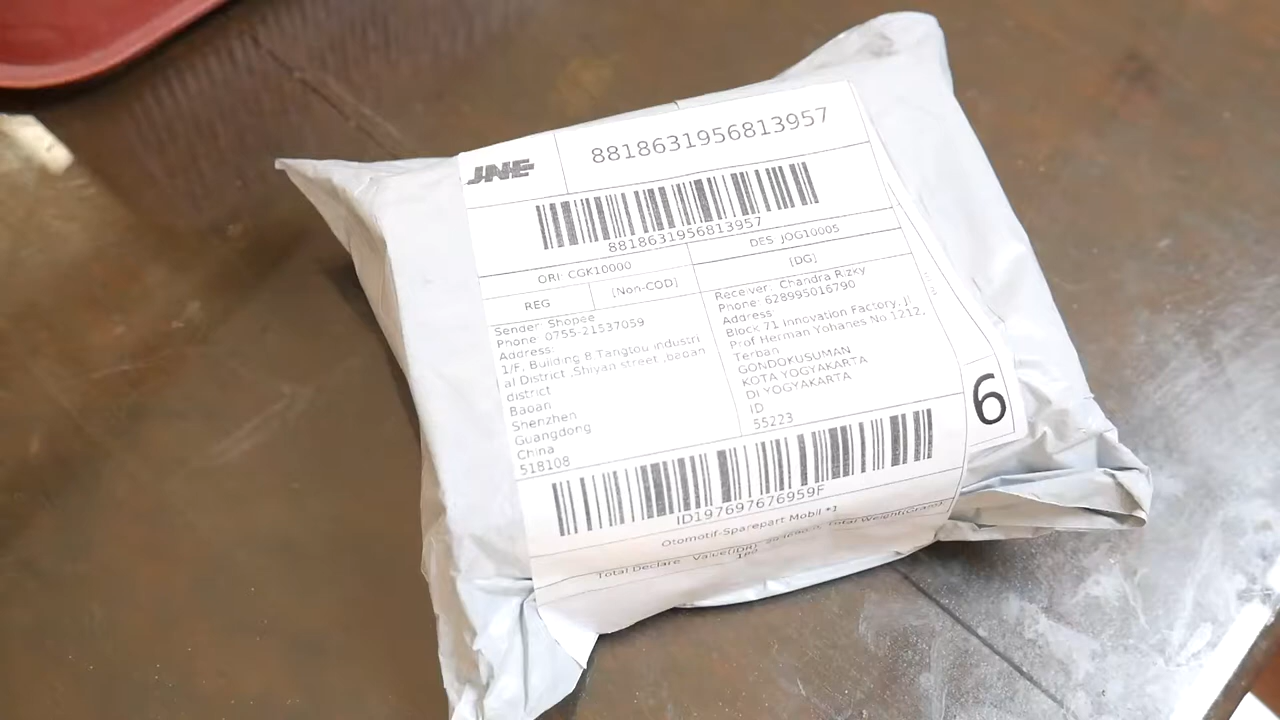 JNE
8818631956813957
8818631956813957
ORI: CGK10000
DES JOG10005
REG
[Non-COD]
[DG]
Sender: Shopee
Phone 0755-21537059
Address:
1/F, Building 8 Tangtou industri
al District ,Shiyan street ,baoan
district
Baoan
Shenzhen
Guangdong
China
518108
Receiver: Chandra Rizky
Phone: 628995016790
Address
Block 71 Innovation Factory, Jl
Prof Herman Yohanes No.1212,
Terban
GONDOKUSUMAN
KOTA YOGYAKARTA
DI YOGYAKARTA
ID
55223
6
ID197697676959F
Otomotif-Sparepart Mobil *1
Total Declare Value(IDR) Total Weight(Gram)